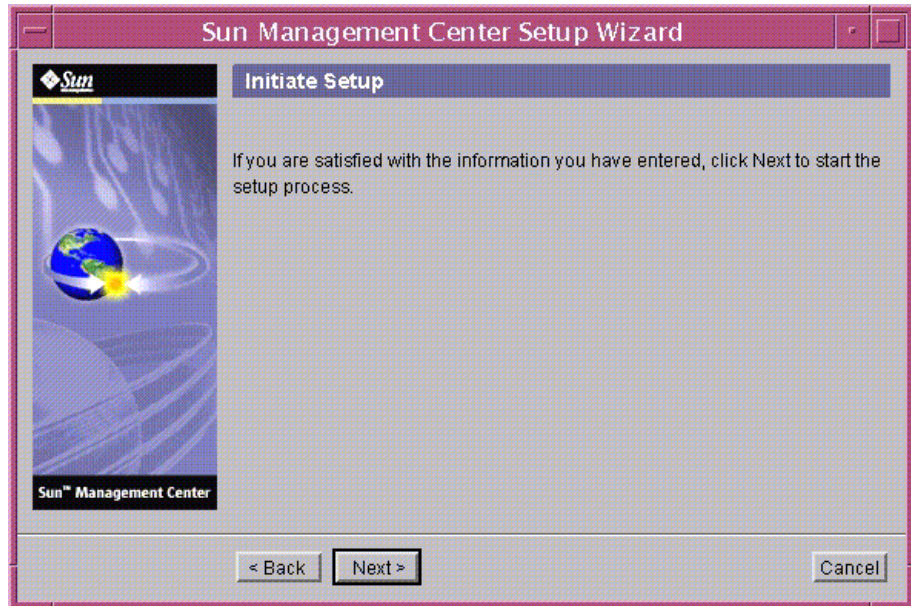 Sun Management Center Setup Wizard
Sun
Initiate Setup
If you are satisfied with the information you have entered, click Next to start the
setup process.
Sun™ Management Center
< Back
Next >
Cancel